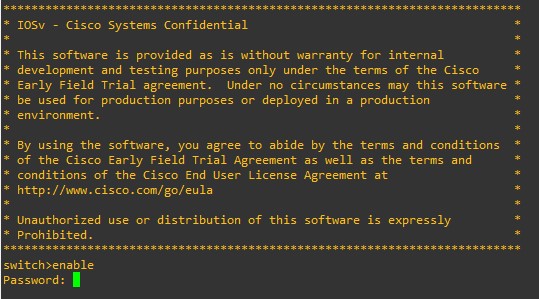 **************************************************************************
* IOSv - Cisco Systems Confidential *
* *
* This software is provided as is without warranty for internal *
* development and testing purposes only under the terms of the Cisco *
* Early Field Trial agreement. Under no circumstances may this software *
* be used for production purposes or deployed in a production *
* environment. *
* *
* By using the software, you agree to abide by the terms and conditions *
* of the Cisco Early Field Trial Agreement as well as the terms and *
* conditions of the Cisco End User License Agreement at *
* http://www.cisco.com/go/eula *
* *
* Unauthorized use or distribution of this software is expressly *
* Prohibited. *
**************************************************************************
switch>enable
Password: